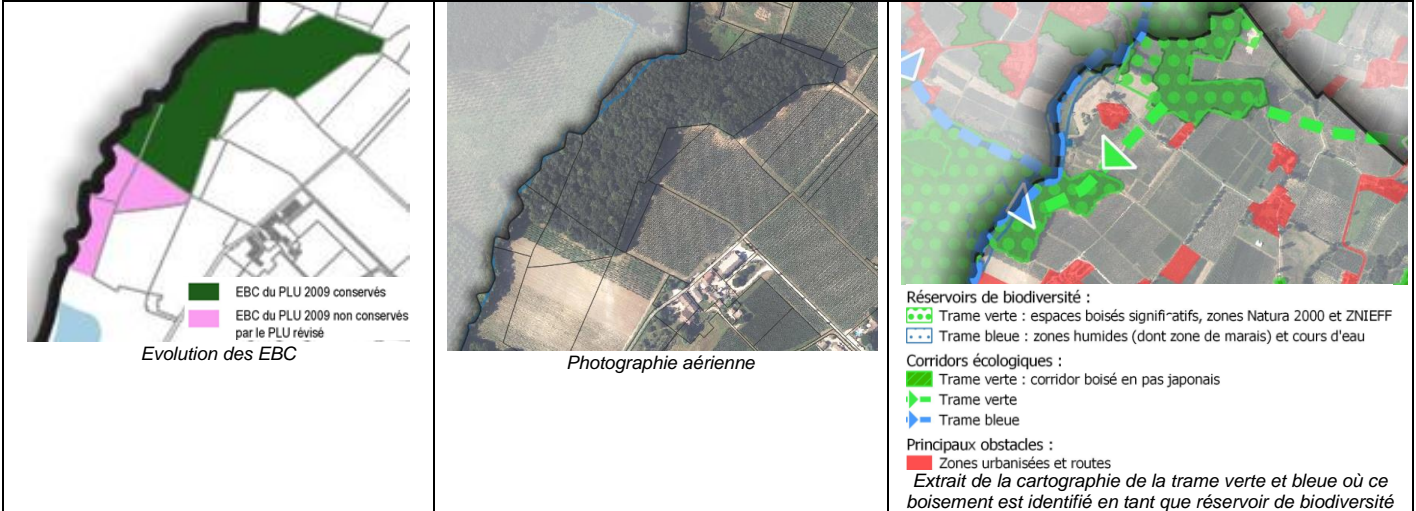 EBC du PLU 2009 conservés
EBC du PLU 2009 non conservés
par le PLU révisé
Evolution des EBC
Photographie aérienne
Réservoirs de biodiversité :
Trame verte : espaces boisés significatifs, zones Natura 2000 et ZNIEFF
Trame bleue : zones humides (dont zone de marais) et cours d'eau
Corridors écologiques :
Trame verte : corridor boisé en pas japonais
Trame verte
Trame bleue
Principaux obstacles :
Zones urbanisées et routes
Extrait de la cartographie de la trame verte et bleue où ce
boisement est identifié en tant que réservoir de biodiversité